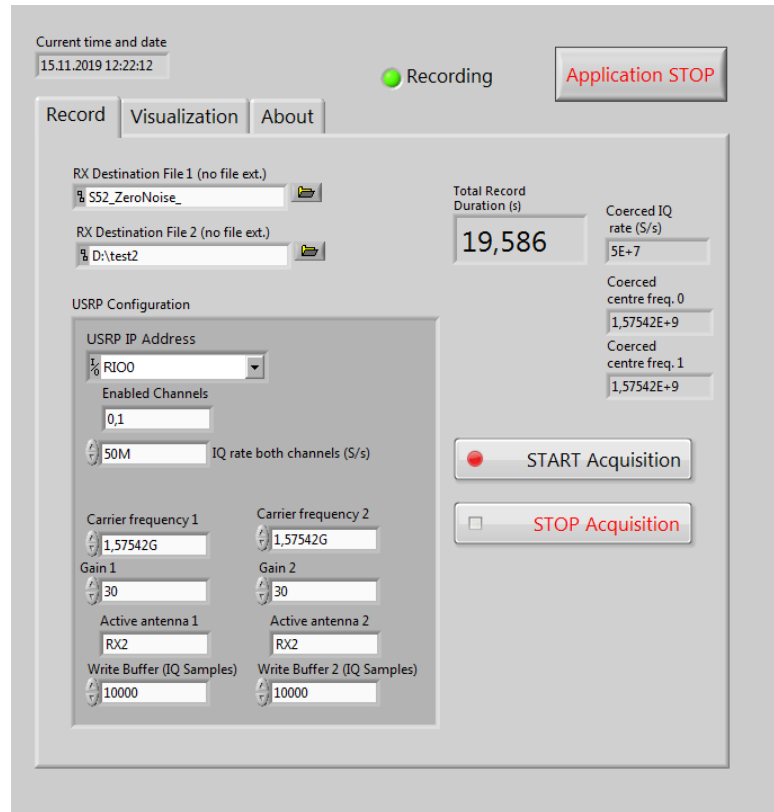 Current time and date
15.11.2019 12:22:12
Recording
Application STOP
Record
Visualization
About
RX Destination File 1 (no file ext.)
S52_ZeroNoise_
RX Destination File 2 (no file ext.)
D:\test2
Total Record
Duration (s)
19,586
Coerced IQ
rate (S/s)
5E+7
Coerced
centre freq. 0
1,57542E+9
Coerced
centre freq. 1
1,57542E+9
USRP Configuration
USRP IP Address
I/O RIO0
Enabled Channels
0,1
50M
IQ rate both channels (S/s)
Carrier frequency 1
1,57542G
Carrier frequency 2
1,57542G
Gain 1
30
Gain 2
30
Active antenna 1
RX2
Active antenna 2
RX2
Write Buffer (IQ Samples)
10000
Write Buffer 2 (IQ Samples)
10000
START Acquisition
STOP Acquisition